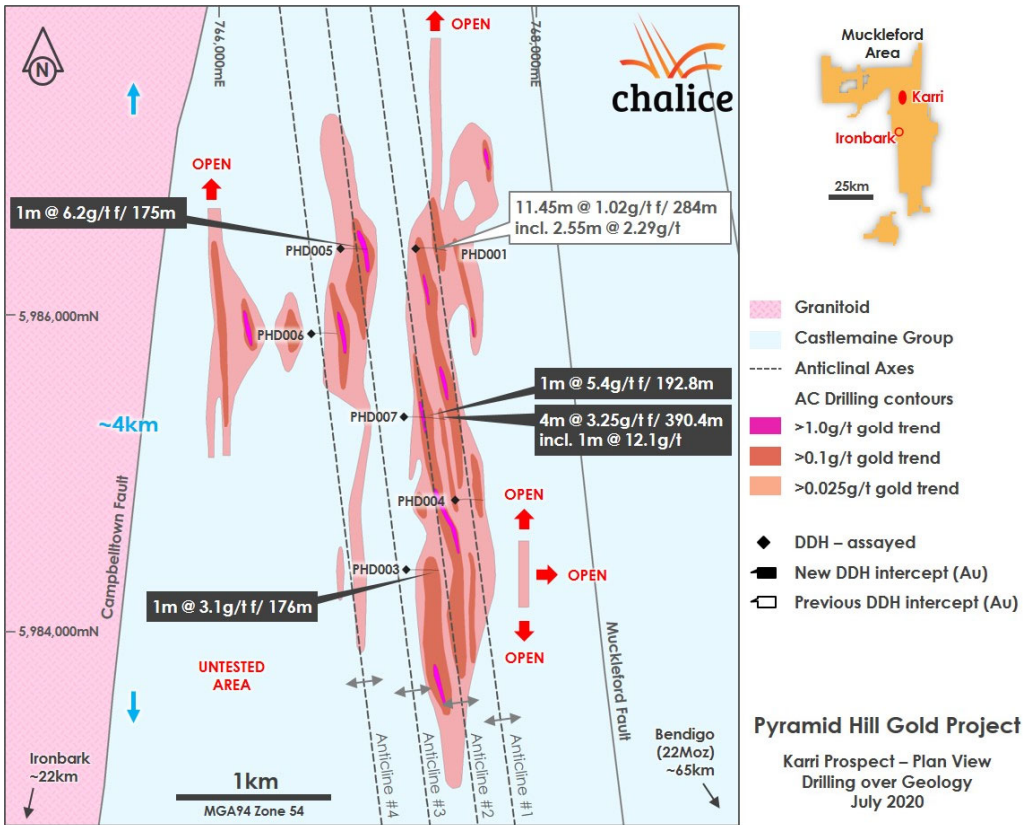 766,000mE
768,000mE
OPEN
N
chalice
OPEN
1m @ 6.2g/t f/ 175m
11.45m @ 1.02g/t f/ 284m
incl. 2.55m @ 2.29g/t
PHD005
PHD001
5,986,000mN
PHD006
1m @ 5.4g/t f/ 192.8m
PHD007
4m @ 3.25g/t f/ 390.4m
incl. 1m @ 12.1g/t
~4km
Campbelltown Fault
PHD004
OPEN
PHD003
OPEN
1m @ 3.1g/t f/ 176m
5,984,000mN
OPEN
UNTESTED
AREA
Muckleford Fault
Anticline #4
Anticline #3
Anticline #2
Anticline #1
Ironbark
~22km
1km
MGA94 Zone 54
Bendigo
(22Moz)
~65km
Muckleford
Area
Karri
Ironbark
25km
Granitoid
Castlemaine Group
Anticlinal Axes
AC Drilling contours
>1.0g/t gold trend
>0.1g/t gold trend
>0.025g/t gold trend
DDH – assayed
New DDH intercept (Au)
Previous DDH intercept (Au)
Pyramid Hill Gold Project
Karri Prospect – Plan View
Drilling over Geology
July 2020